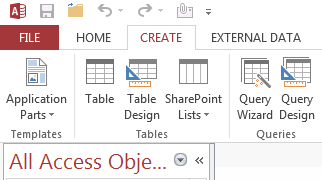 FILE HOME CREATE EXTERNAL DATA
Application Table Table SharePoint Query Query
Parts Design Lists Wizard Design
Templates Tables Queries
All Access Obje...